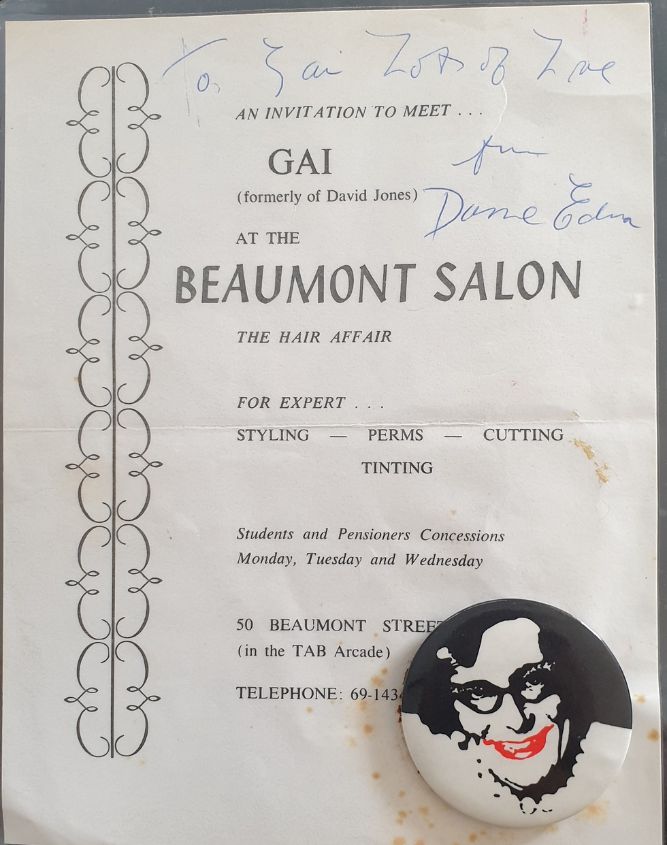 To Gai Lots of Love
AN INVITATION TO MEET . . .
from
GAI
(formerly of David Jones)
Dame Edna
AT THE
BEAUMONT SALON
THE HAIR AFFAIR
FOR EXPERT . . .
STYLING — PERMS — CUTTING
TINTING
Students and Pensioners Concessions
Monday, Tuesday and Wednesday
50 BEAUMONT STREET
(in the TAB Arcade)
TELEPHONE: 69-1434